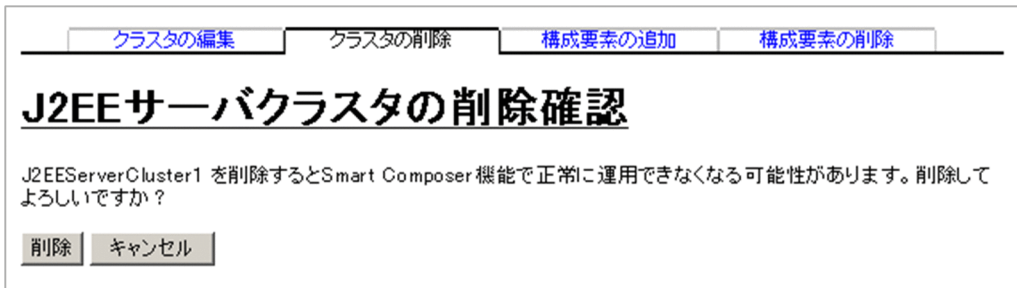 クラスタの編集 クラスタの削除 構成要素の追加 構成要素の削除
J2EEサーバクラスタの削除確認
J2EEServerCluster1 を削除するとSmart Composer機能で正常に運用できなくなる可能性があります。削除して
よろしいですか？
削除 キャンセル